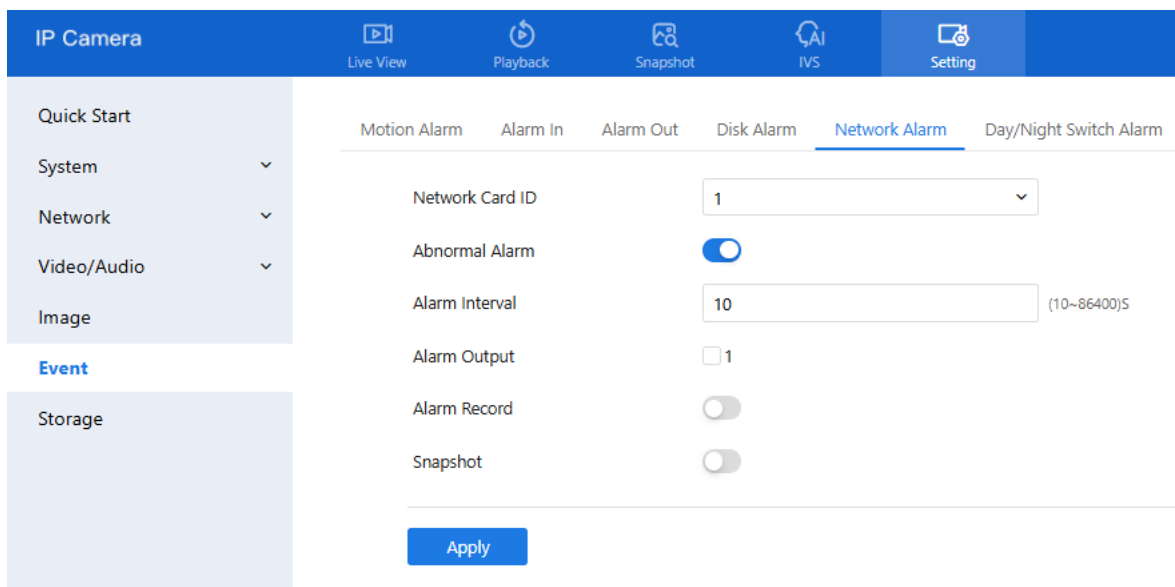 IP Camera
Live View
Playback
Snapshot
AI
IVS
Setting
Quick Start
System
Network
Video/Audio
Image
Event
Storage
Motion Alarm
Alarm In
Alarm Out
Disk Alarm
Network Alarm
Day/Night Switch Alarm
Network Card ID
1
Abnormal Alarm
Alarm Interval
10
(10~86400)S
Alarm Output
1
Alarm Record
Snapshot
Apply